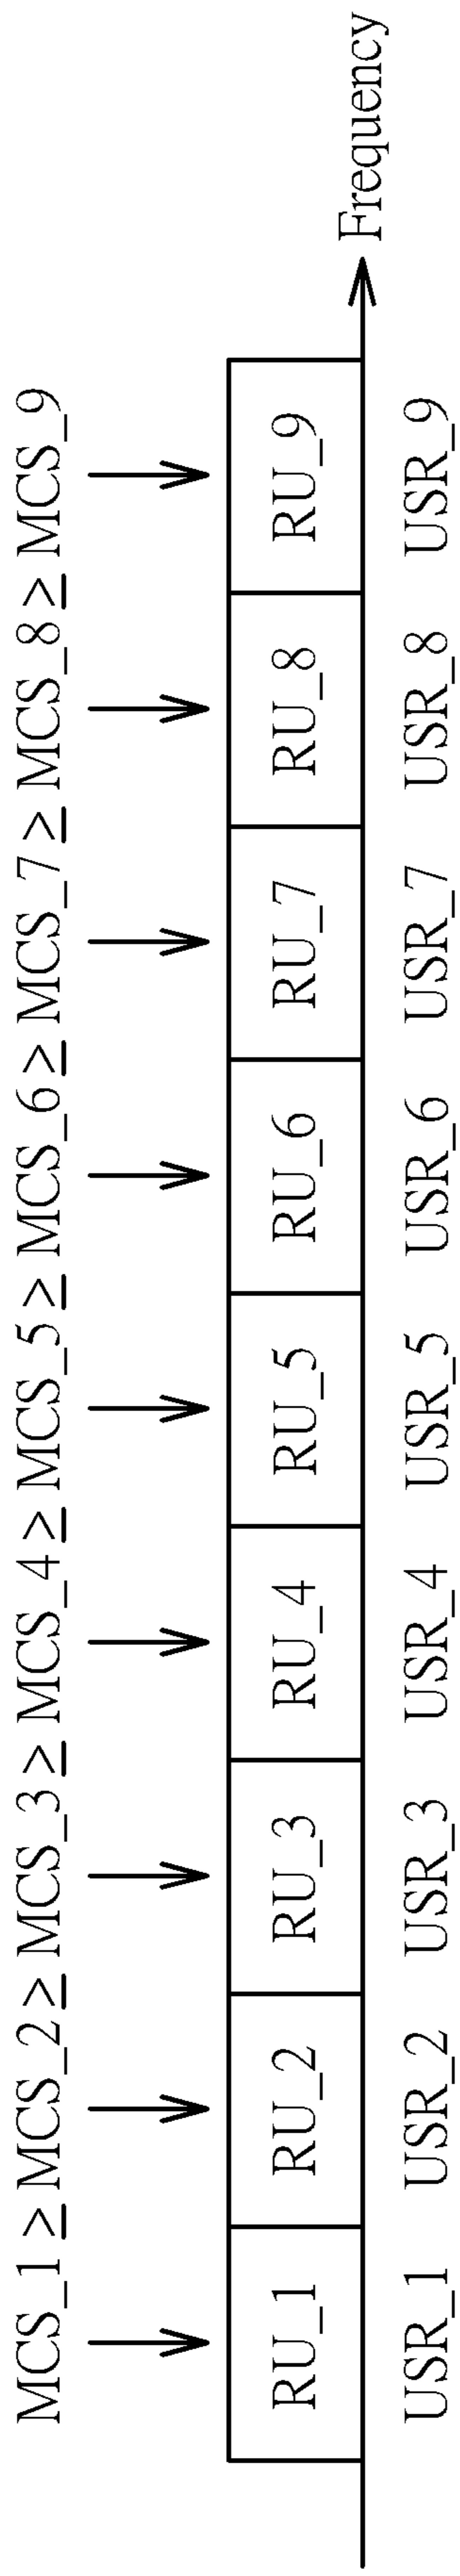 MCS_1 ≥ MCS_2 ≥ MCS_3 ≥ MCS_4 ≥ MCS_5 ≥ MCS_6 ≥ MCS_7 ≥ MCS_8 ≥ MCS_9
RU_1 RU_2 RU_3 RU_4 RU_5 RU_6 RU_7 RU_8 RU_9
Frequency
USR_1 USR_2 USR_3 USR_4 USR_5 USR_6 USR_7 USR_8 USR_9